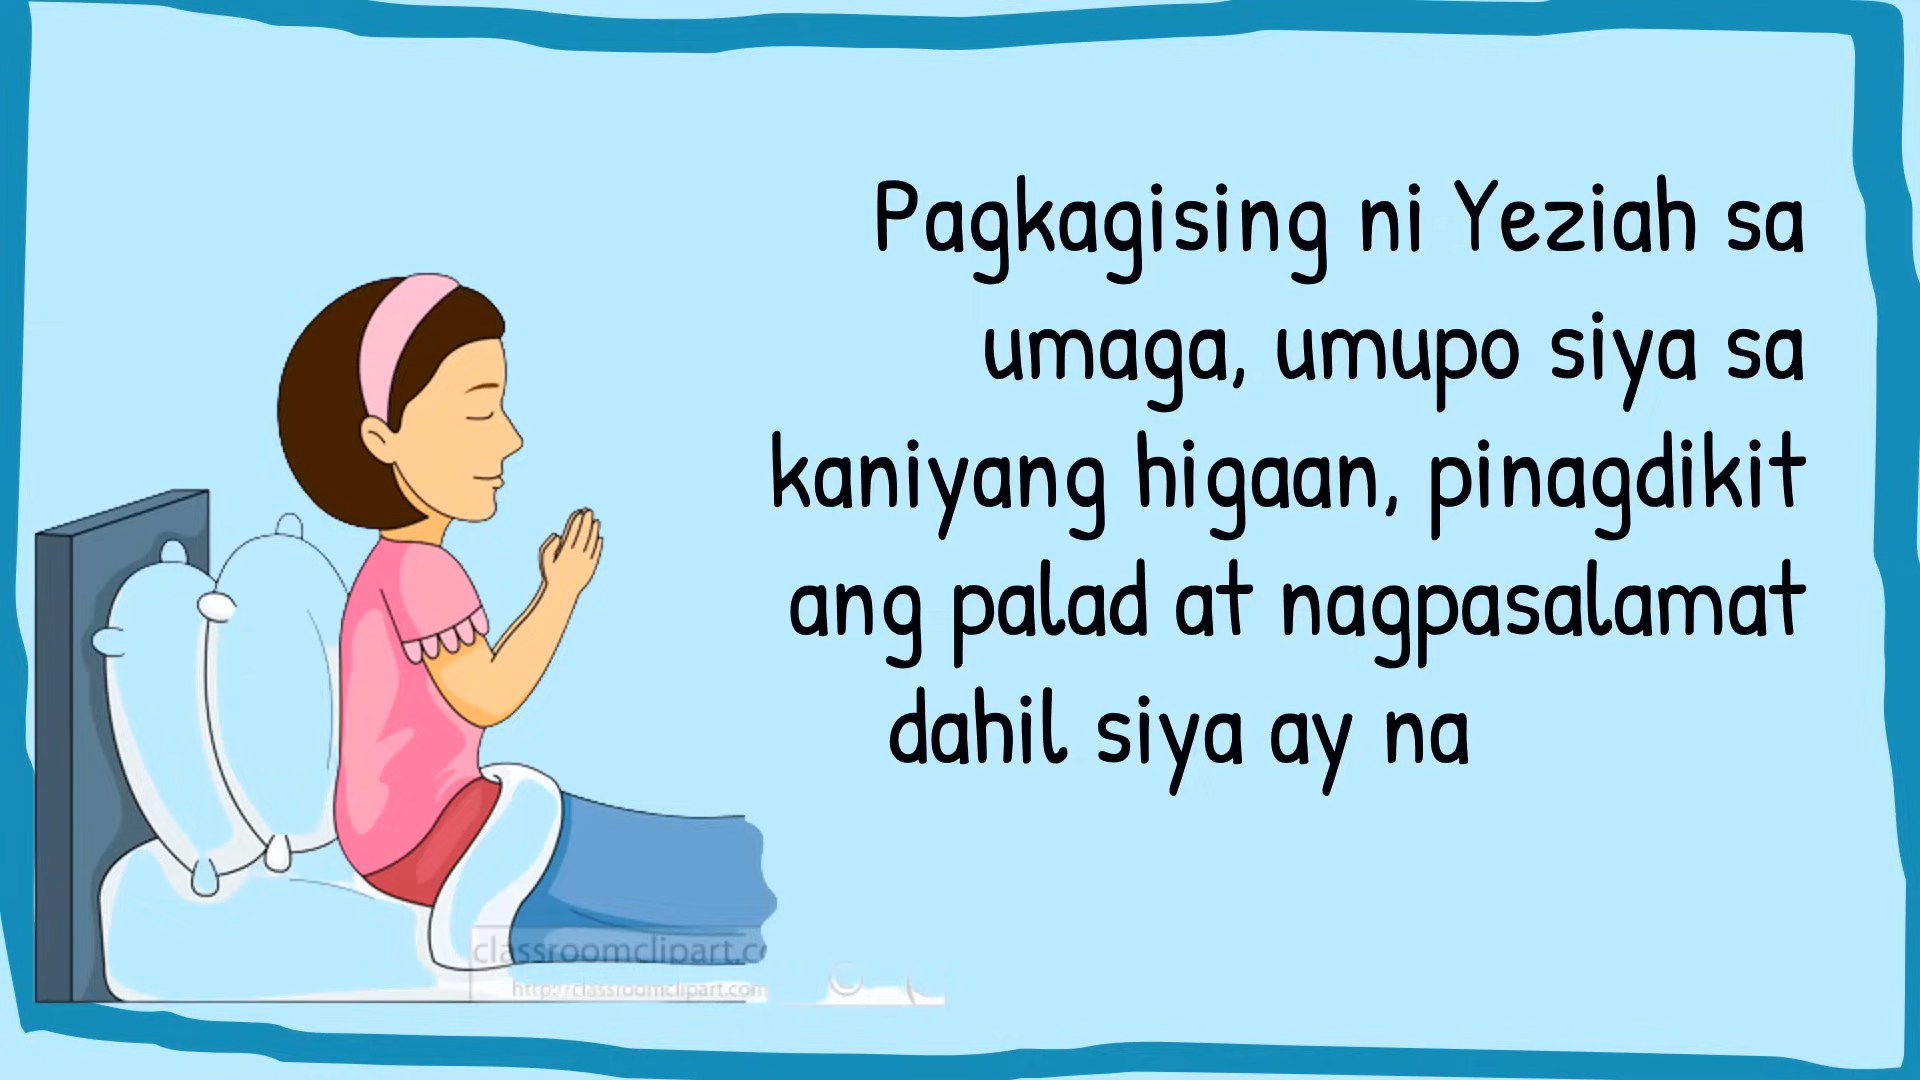 Pagkagising ni Yeziah sa
umaga, umupo siya sa
kaniyang higaan, pinagdikit
ang palad at nagpasalamat
dahil siya ay na
classroomclipart.co
http://classroomclipart.com